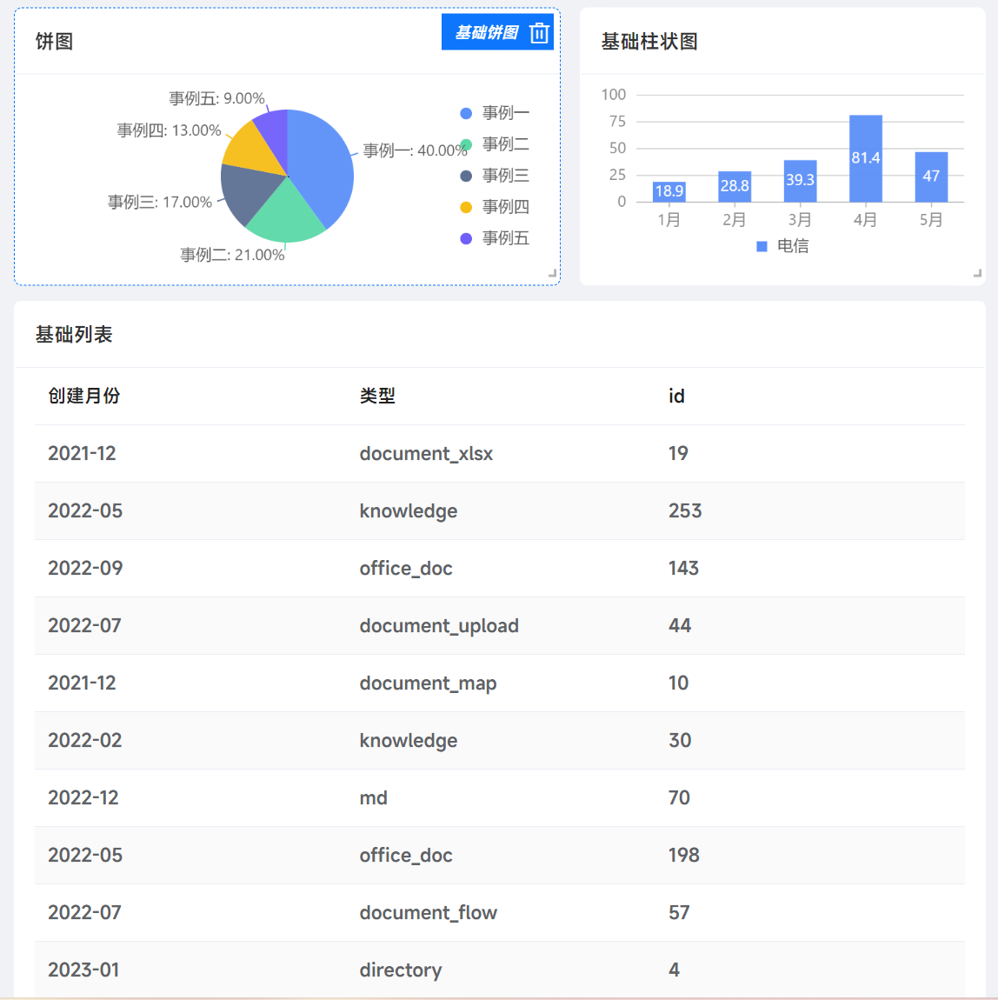 饼图
基础饼图
事例五: 9.00%
事例四: 13.00%
事例一: 40.00%
事例三: 17.00%
事例二: 21.00%
事例一
事例二
事例三
事例四
事例五
基础柱状图
100
75
50
25
0
18.9
28.8
39.3
81.4
47
1月 2月 3月 4月 5月
电信
基础列表
创建月份 类型 id
2021-12 document_xlsx 19
2022-05 knowledge 253
2022-09 office_doc 143
2022-07 document_upload 44
2021-12 document_map 10
2022-02 knowledge 30
2022-12 md 70
2022-05 office_doc 198
2022-07 document_flow 57
2023-01 directory 4